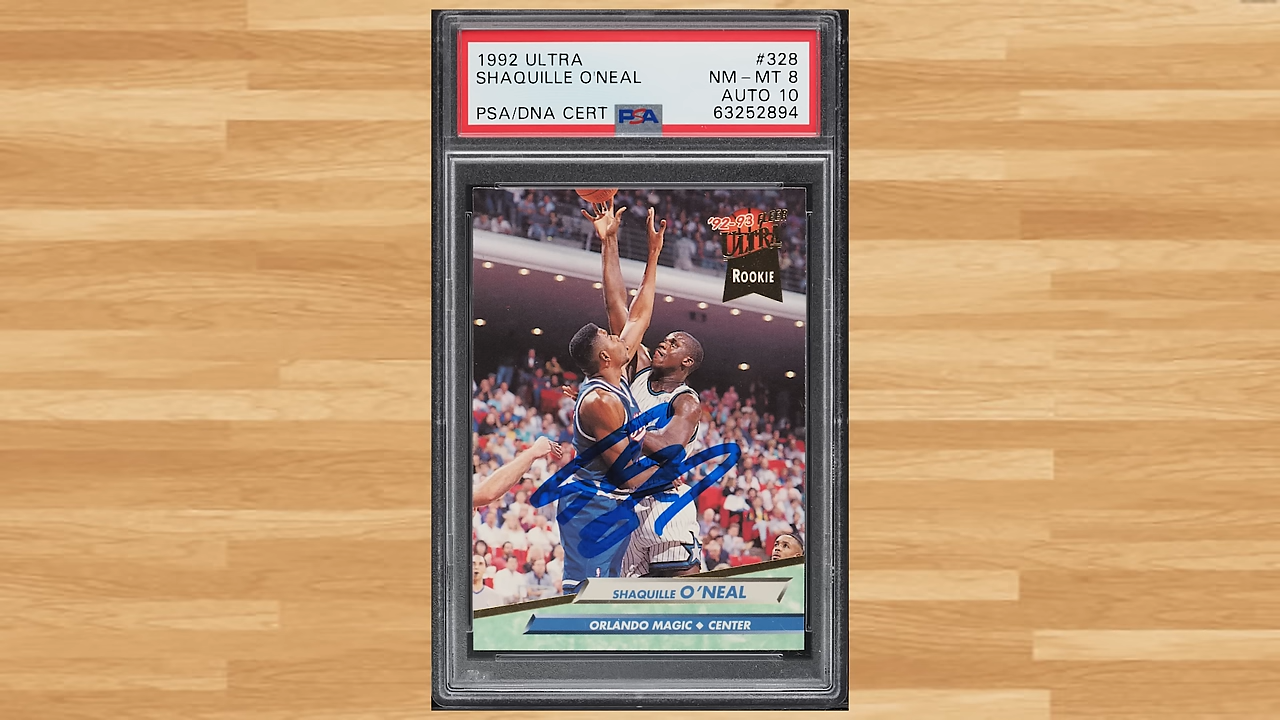 1992 ULTRA #328
SHAQUILLE O'NEAL NM - MT 8
AUTO 10
PSA/DNA CERT PSA 63252894
'92-93 FLEER
ULTRA
ROOKIE
SHAQUILLE O'NEAL
ORLANDO MAGIC ◆ CENTER